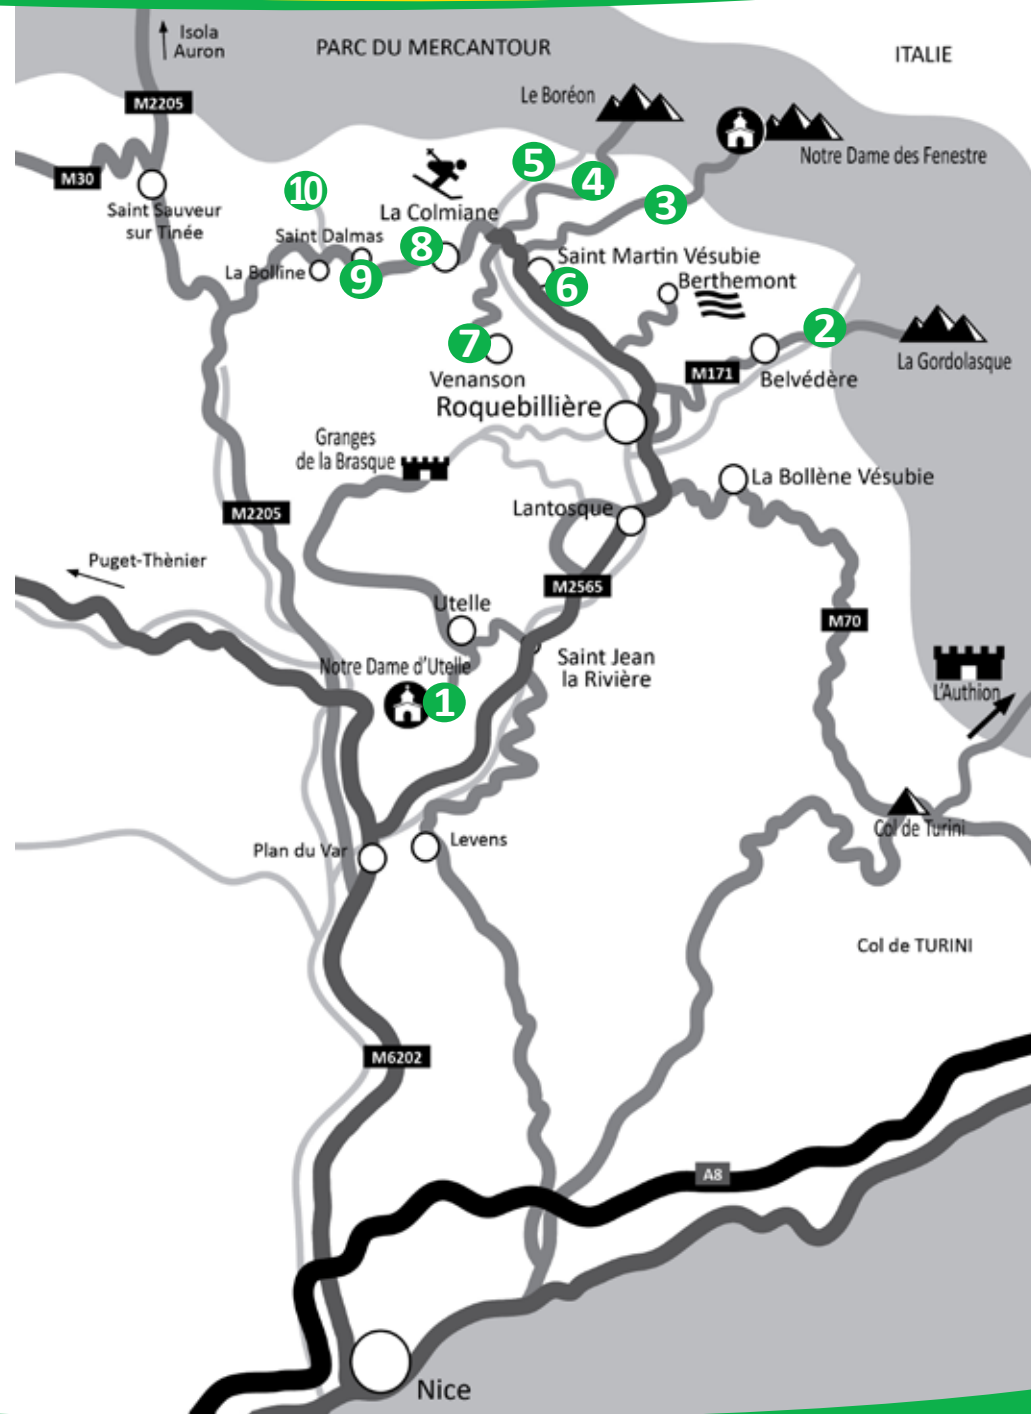 Isola
Auron
PARC DU MERCANTOUR
ITALIE
Le Boréon
M2205
Notre Dame des Fenestre
5
4
M30
10
3
Saint Sauveur
sur Tinée
La Colmiane
Saint Dalmas
8
La Bolline
9
Saint Martin Vésubie
6
Berthemont
2
7
La Gordolasque
M171
Belvédère
Venanson
Roquebillière
Granges
de la Brasque
La Bollène Vésubie
M2205
Lantosque
Puget-Thènier
M2565
Utelle
M70
Notre Dame d'Utelle
Saint Jean
la Rivière
1
L'Authion
Col de Turini
Plan du Var
Levens
Col de TURINI
M6202
A8
Nice